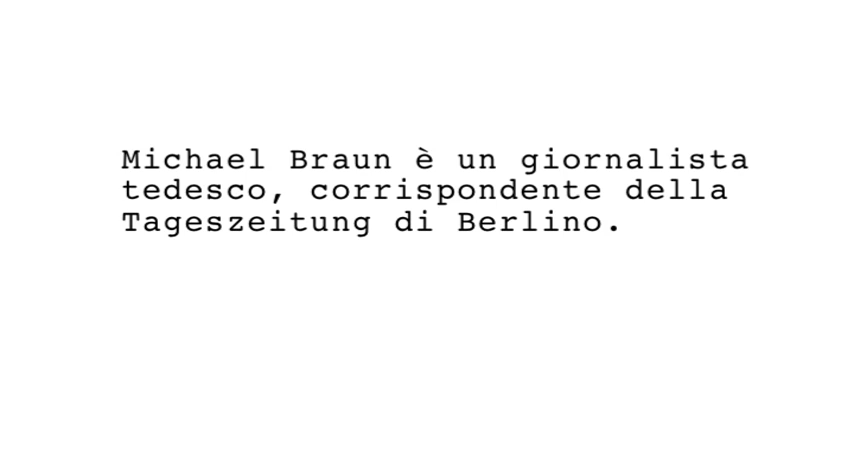 Michael Braun è un giornalista
tedesco, corrispondente della
Tageszeitung di Berlino.